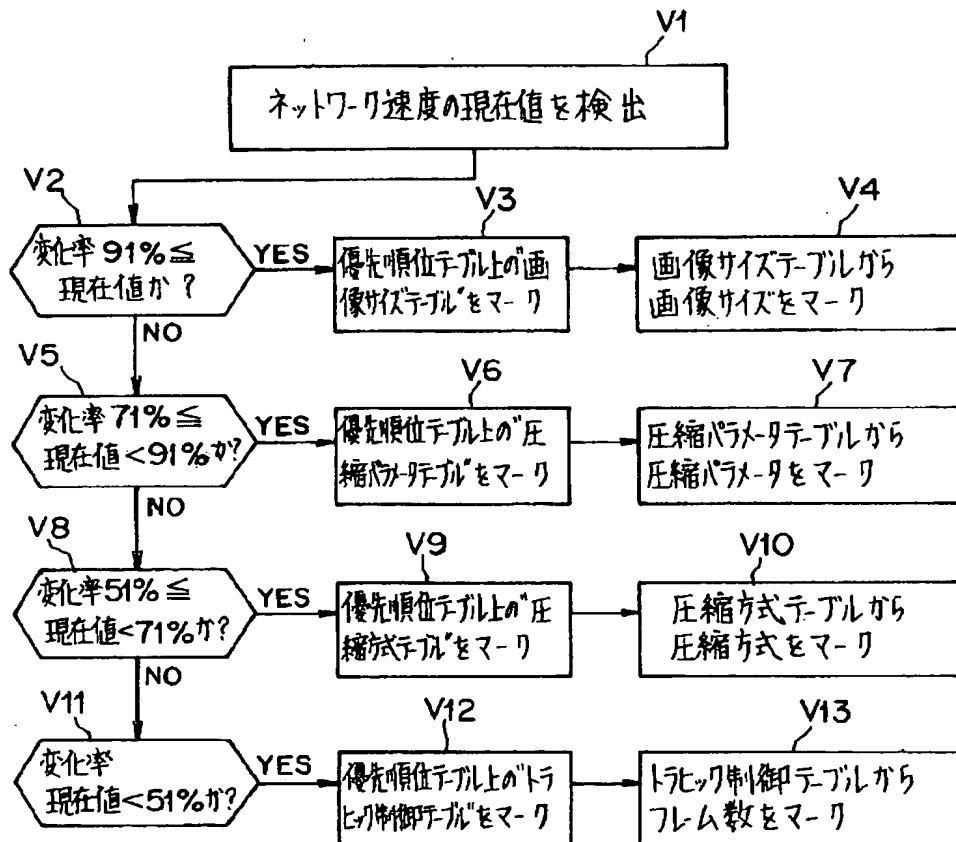 V1
ネットワーク速度の現在値を検出
V2
変化率91%≦
現在値か?
YES
NO
V3
優先順位テーブル上の画
像サイズテーブルをマーク
V4
画像サイズテーブルから
画像サイズをマーク
V5
変化率71%≦
現在値<91%か?
YES
NO
V6
優先順位テーブル上の圧
縮パラメータテーブルをマーク
V7
圧縮パラメータテーブルから
圧縮パラメータをマーク
V8
変化率51%≦
現在値<71%か?
YES
NO
V9
優先順位テーブル上の圧
縮方式テーブルをマーク
V10
圧縮方式テーブルから
圧縮方式をマーク
V11
変化率
現在値<51%か?
YES
V12
優先順位テーブル上のトラ
ヒック制御テーブルをマーク
V13
トラヒック制御テーブルから
フレーム数をマーク